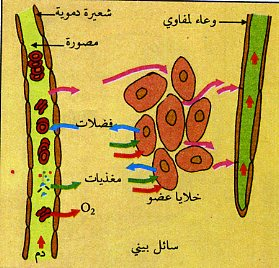 شعيرة دموية
وعاء لمفاوي
مصورة
فضلات
مغذيات
خلايا عضو
O2
سائل بيني
دم